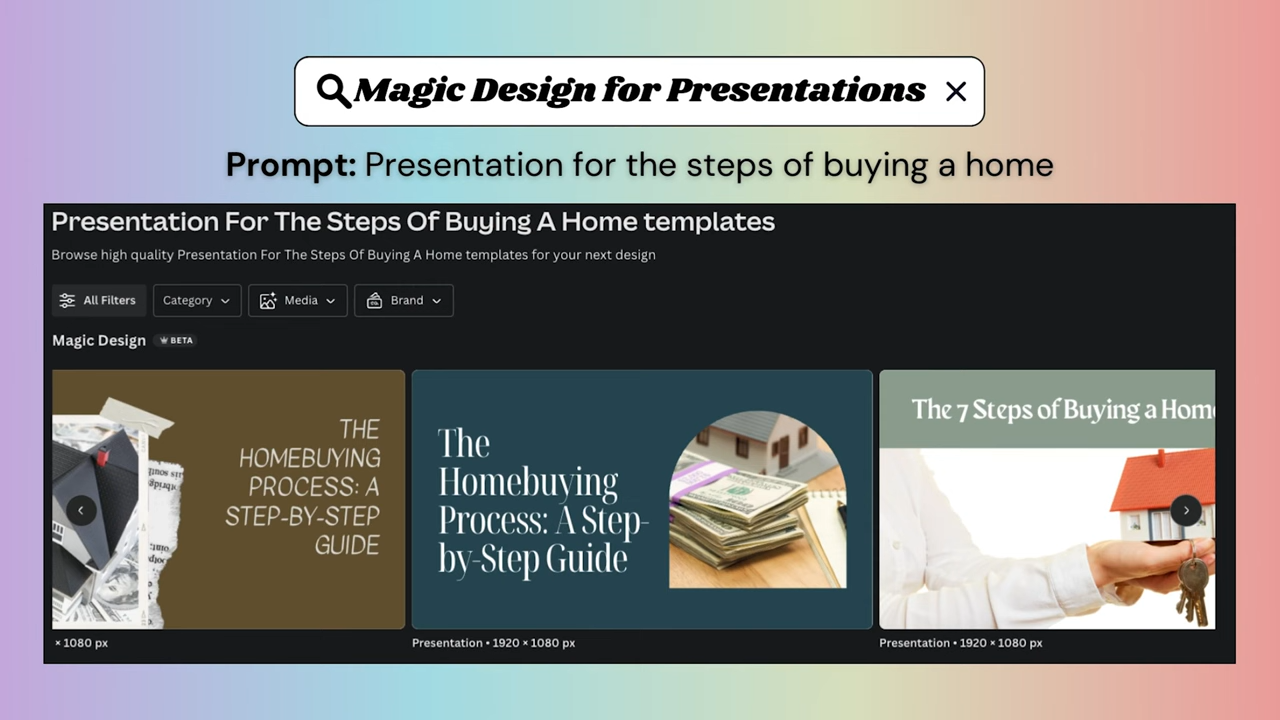 Magic Design for Presentations
Prompt: Presentation for the steps of buying a home
Presentation For The Steps Of Buying A Home templates
Browse high quality Presentation For The Steps Of Buying A Home templates for your next design
All Filters
Category
Media
Brand
Magic Design BETA
THE
HOMEBUYING
PROCESS: A
STEP-BY-STEP
GUIDE
The
Homebuying
Process: A Step-
by-Step Guide
The 7 Steps of Buying a Hom
× 1080 px
Presentation • 1920 × 1080 px
Presentation • 1920 × 1080 px